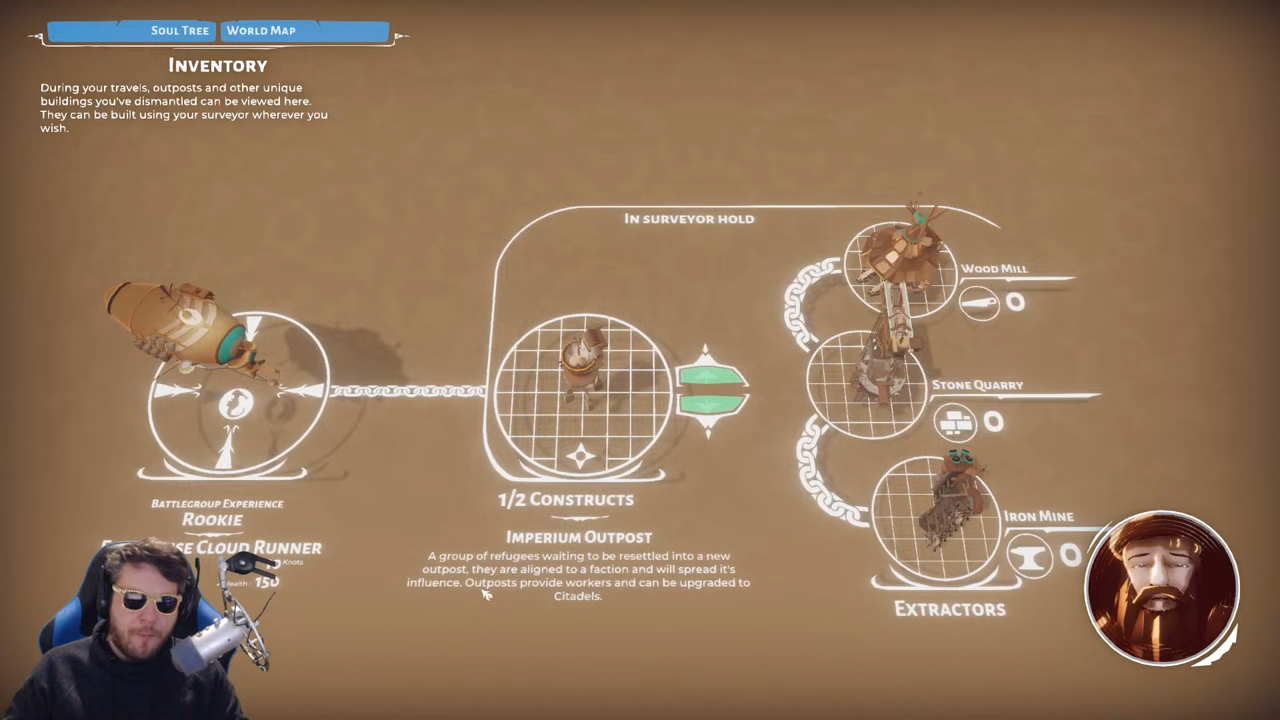 SOUL TREE
WORLD MAP
INVENTORY
During your travels, outposts and other unique
buildings you've dismantled can be viewed here.
They can be built using your surveyor wherever you
wish.
IN SURVEYOR HOLD
WOOD MILL
0
STONE QUARRY
0
IRON MINE
0
EXTRACTORS
BATTLEGROUP EXPERIENCE
ROOKIE
CLOUD RUNNER
Knots
Health: 150
1/2 CONSTRUCTS
IMPERIUM OUTPOST
A group of refugees waiting to be resettled into a new
outpost, they are aligned to a faction and will spread it's
influence. Outposts provide workers and can be upgraded to
Citadels.